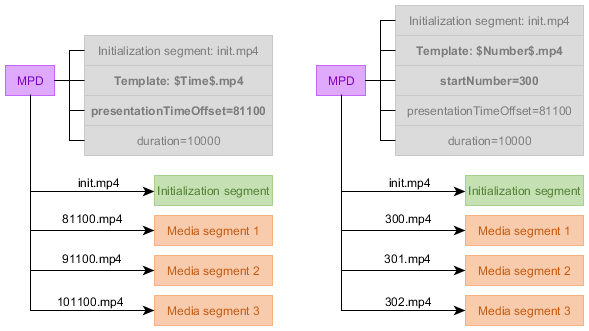 MPD
Initialization segment: init.mp4
Template: $Time$.mp4
presentationTimeOffset=81100
duration=10000
init.mp4
Initialization segment
81100.mp4
Media segment 1
91100.mp4
Media segment 2
101100.mp4
Media segment 3
MPD
Initialization segment: init.mp4
Template: $Number$.mp4
startNumber=300
presentationTimeOffset=81100
duration=10000
init.mp4
Initialization segment
300.mp4
Media segment 1
301.mp4
Media segment 2
302.mp4
Media segment 3